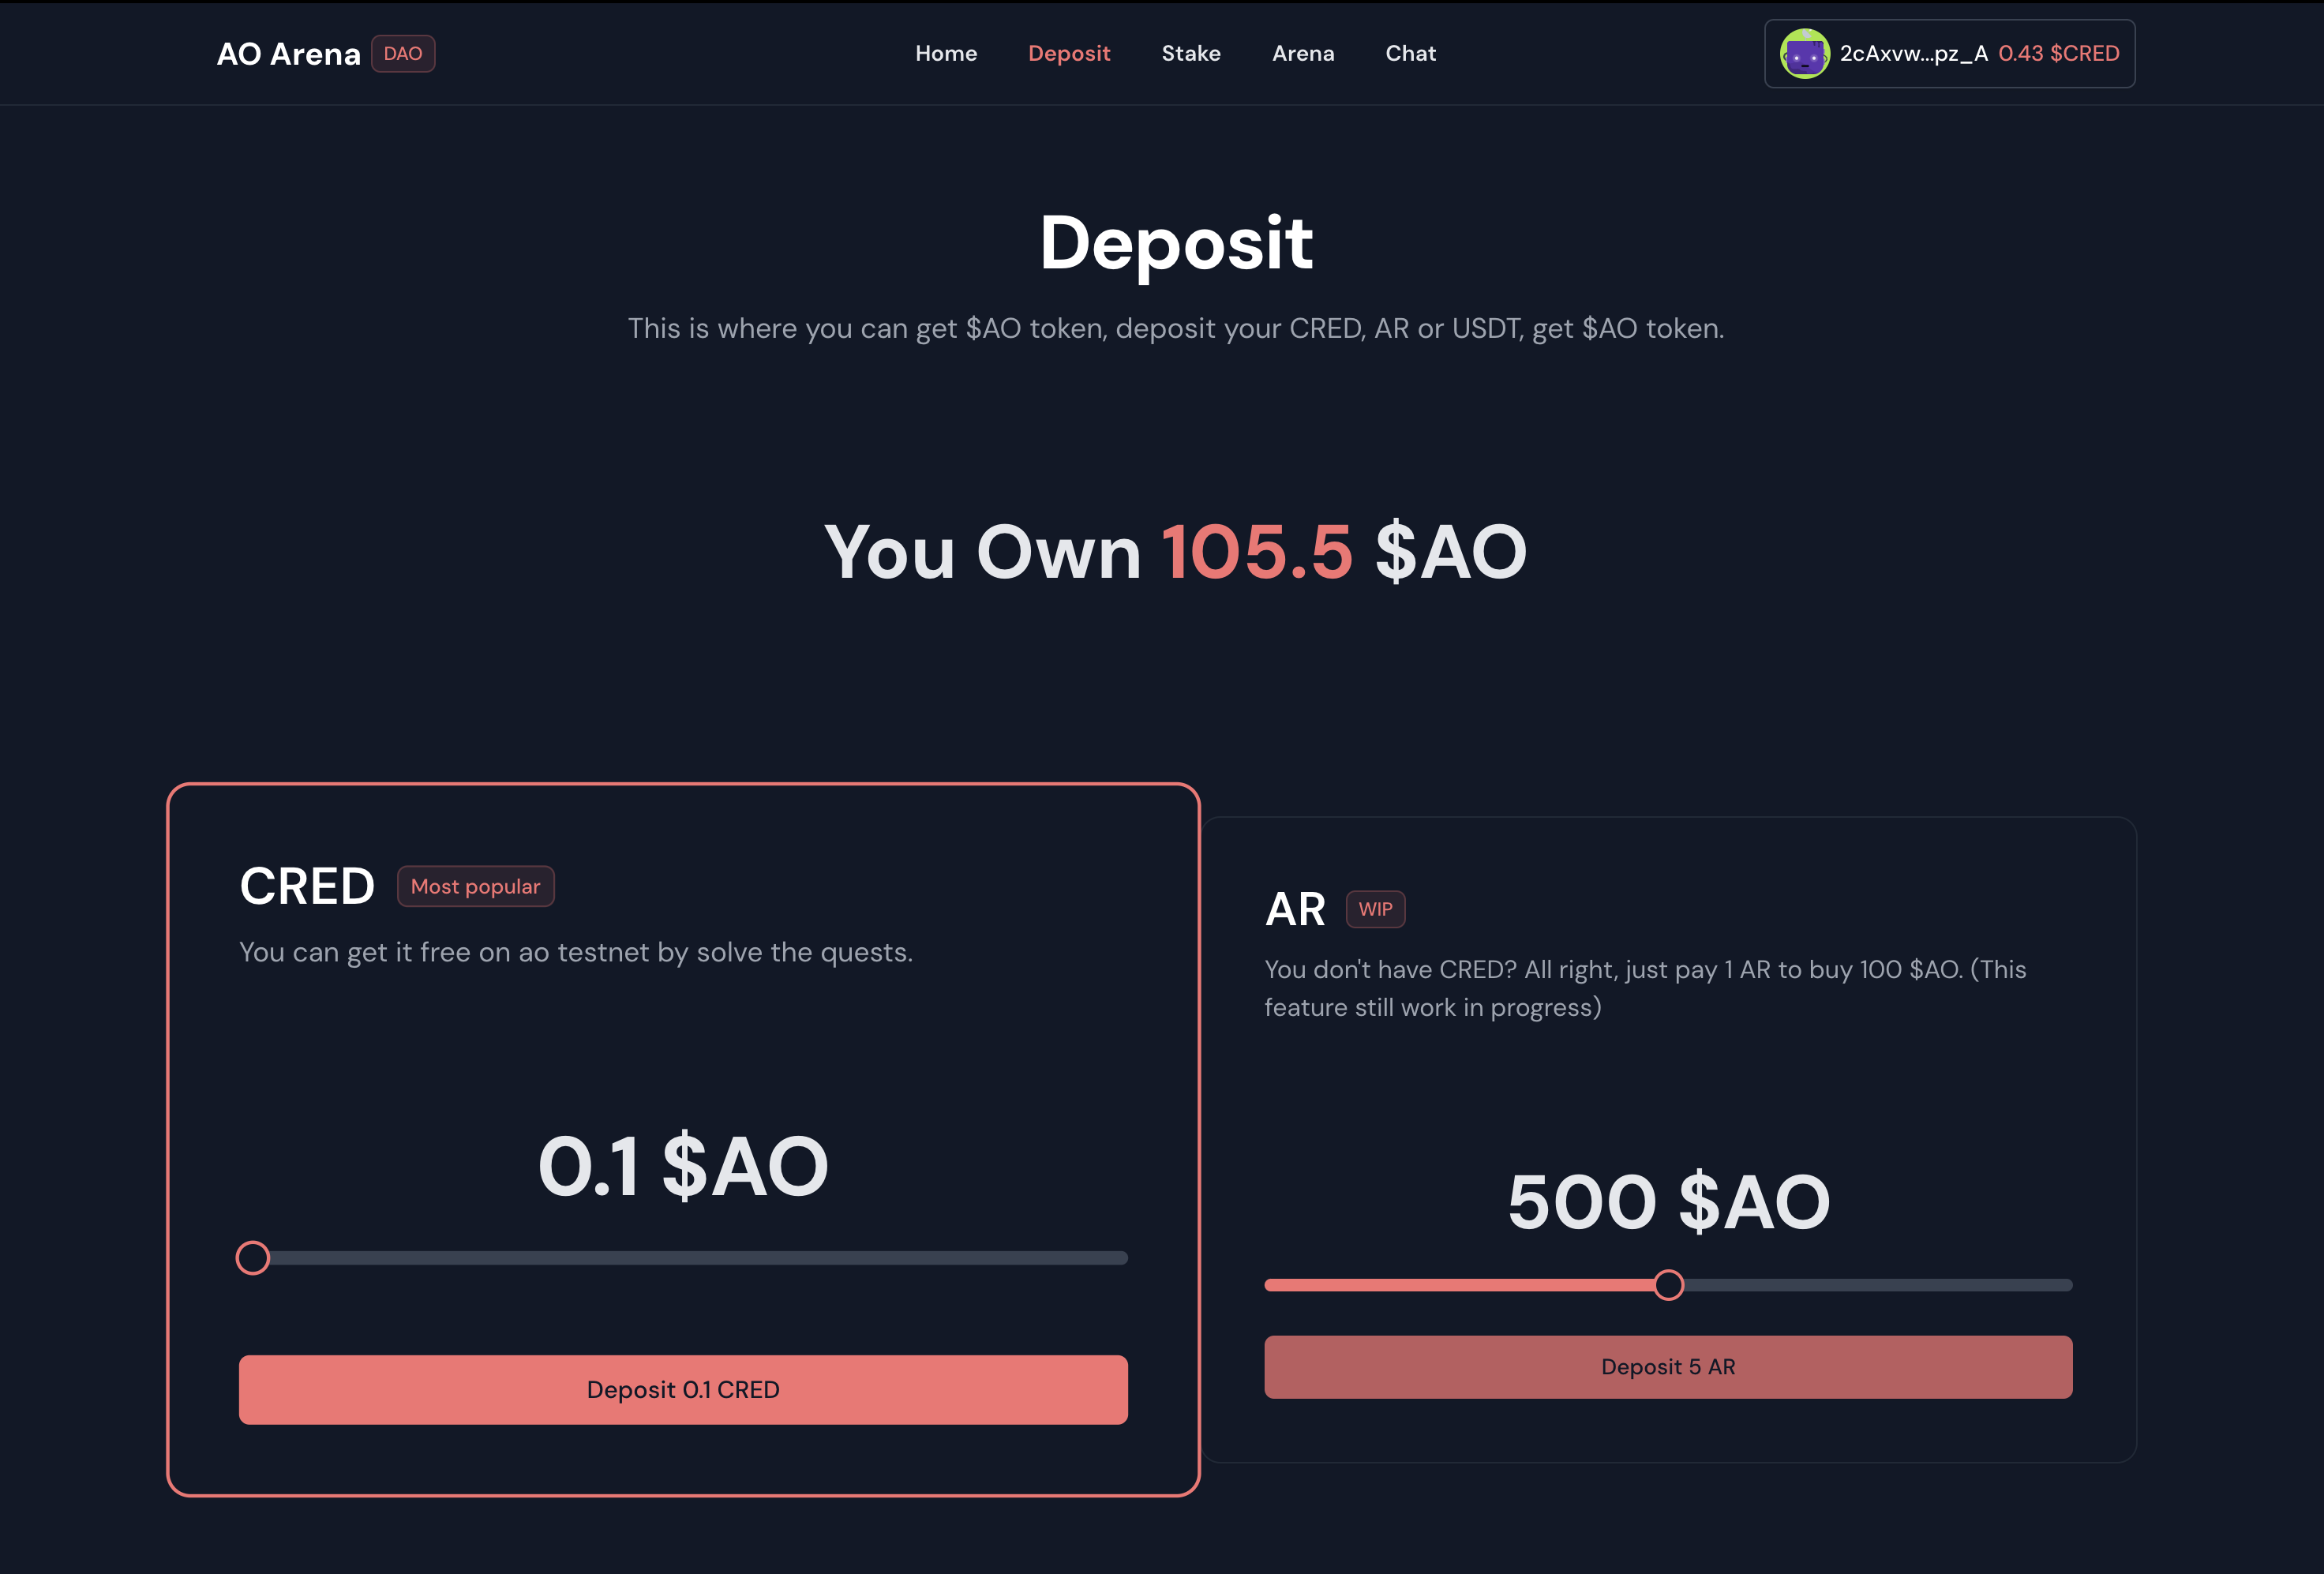 AO Arena DAO
Home Deposit Stake Arena Chat
2cAxvw...pz_A 0.43 $CRED
Deposit
This is where you can get $AO token, deposit your CRED, AR or USDT, get $AO token.
You Own 105.5 $AO
CRED Most popular
You can get it free on ao testnet by solve the quests.
0.1 $AO
Deposit 0.1 CRED
AR WIP
You don't have CRED? All right, just pay 1 AR to buy 100 $AO. (This
feature still work in progress)
500 $AO
Deposit 5 AR